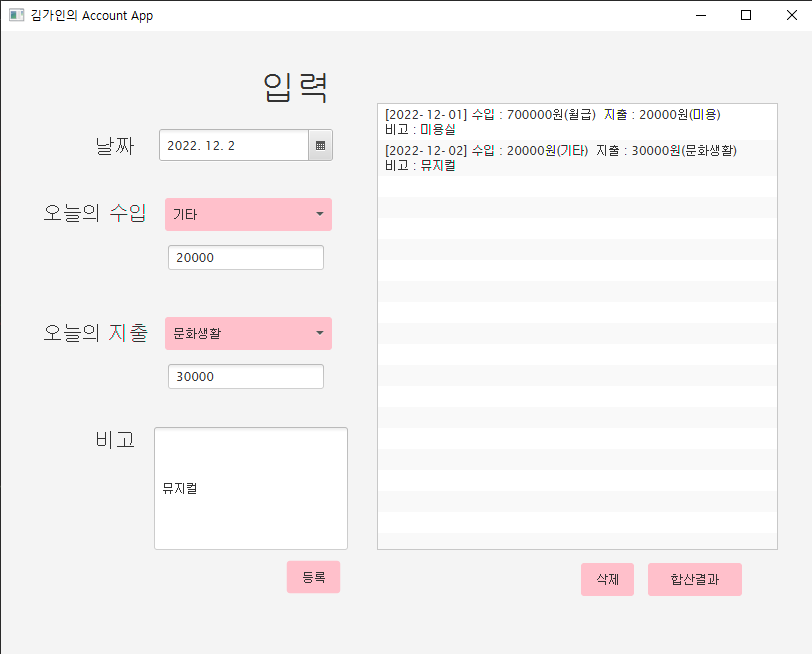 김가인의 Account App
입력
날짜
2022. 12. 2
오늘의 수입
기타
20000
오늘의 지출
문화생활
30000
비고
뮤지컬
등록
[2022-12-01] 수입 : 700000원(월급) 지출 : 20000원(미용)
비고 : 미용실
[2022-12-02] 수입 : 20000원(기타) 지출 : 30000원(문화생활)
비고 : 뮤지컬
삭제
합산결과